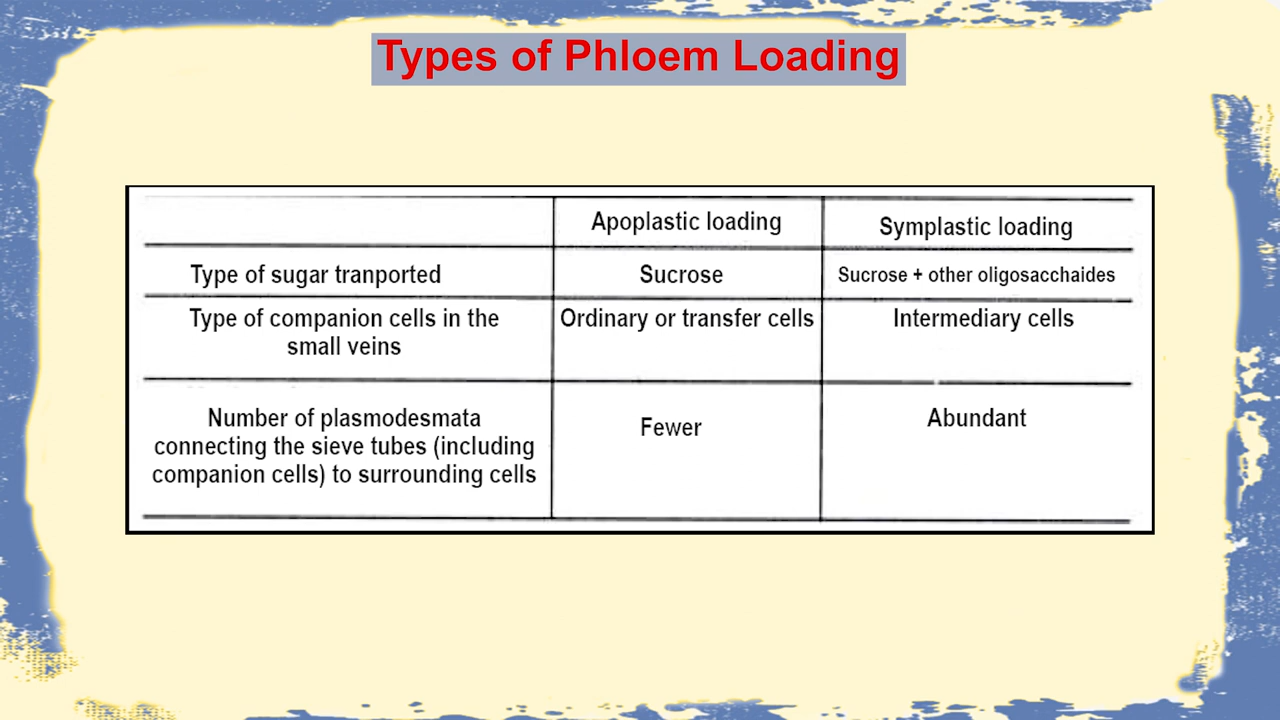 Types of Phloem Loading
Apoplastic loading
Symplastic loading
Type of sugar tranported
Sucrose
Sucrose + other oligosacchaides
Type of companion cells in the
small veins
Ordinary or transfer cells
Intermediary cells
Number of plasmodesmata
connecting the sieve tubes (including
companion cells) to surrounding cells
Fewer
Abundant